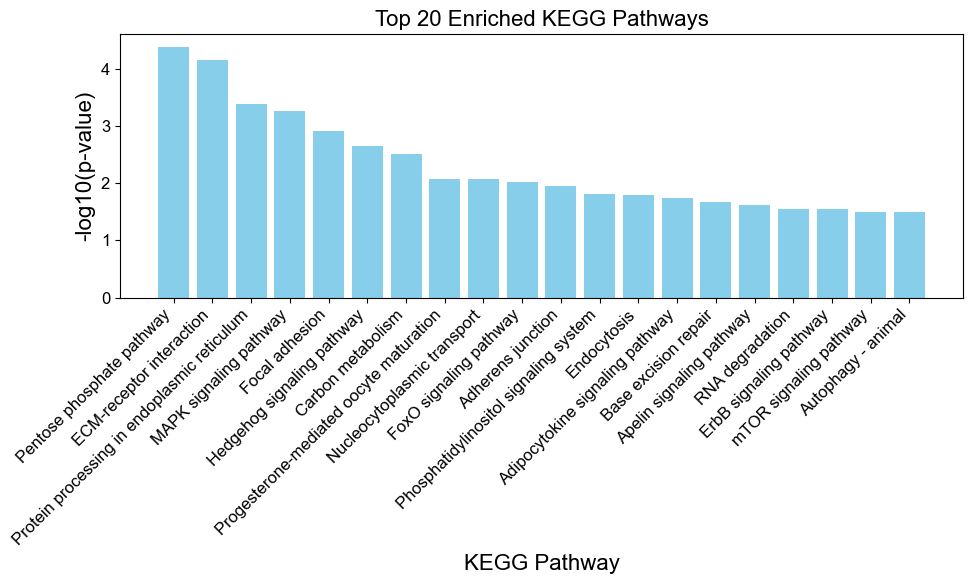 Top 20 Enriched KEGG Pathways
-log10(p-value)
4
3
2
1
0
Pentose phosphate pathway
ECM-receptor interaction
Protein processing in endoplasmic reticulum
MAPK signaling pathway
Focal adhesion
Hedgehog signaling pathway
Carbon metabolism
Progesterone-mediated oocyte maturation
Nucleocytoplasmic transport
FoxO signaling pathway
Adherens junction
Phosphatidylinositol signaling system
Endocytosis
Adipocytokine signaling pathway
Base excision repair
Apelin signaling pathway
RNA degradation
ErbB signaling pathway
mTOR signaling pathway
Autophagy - animal
KEGG Pathway